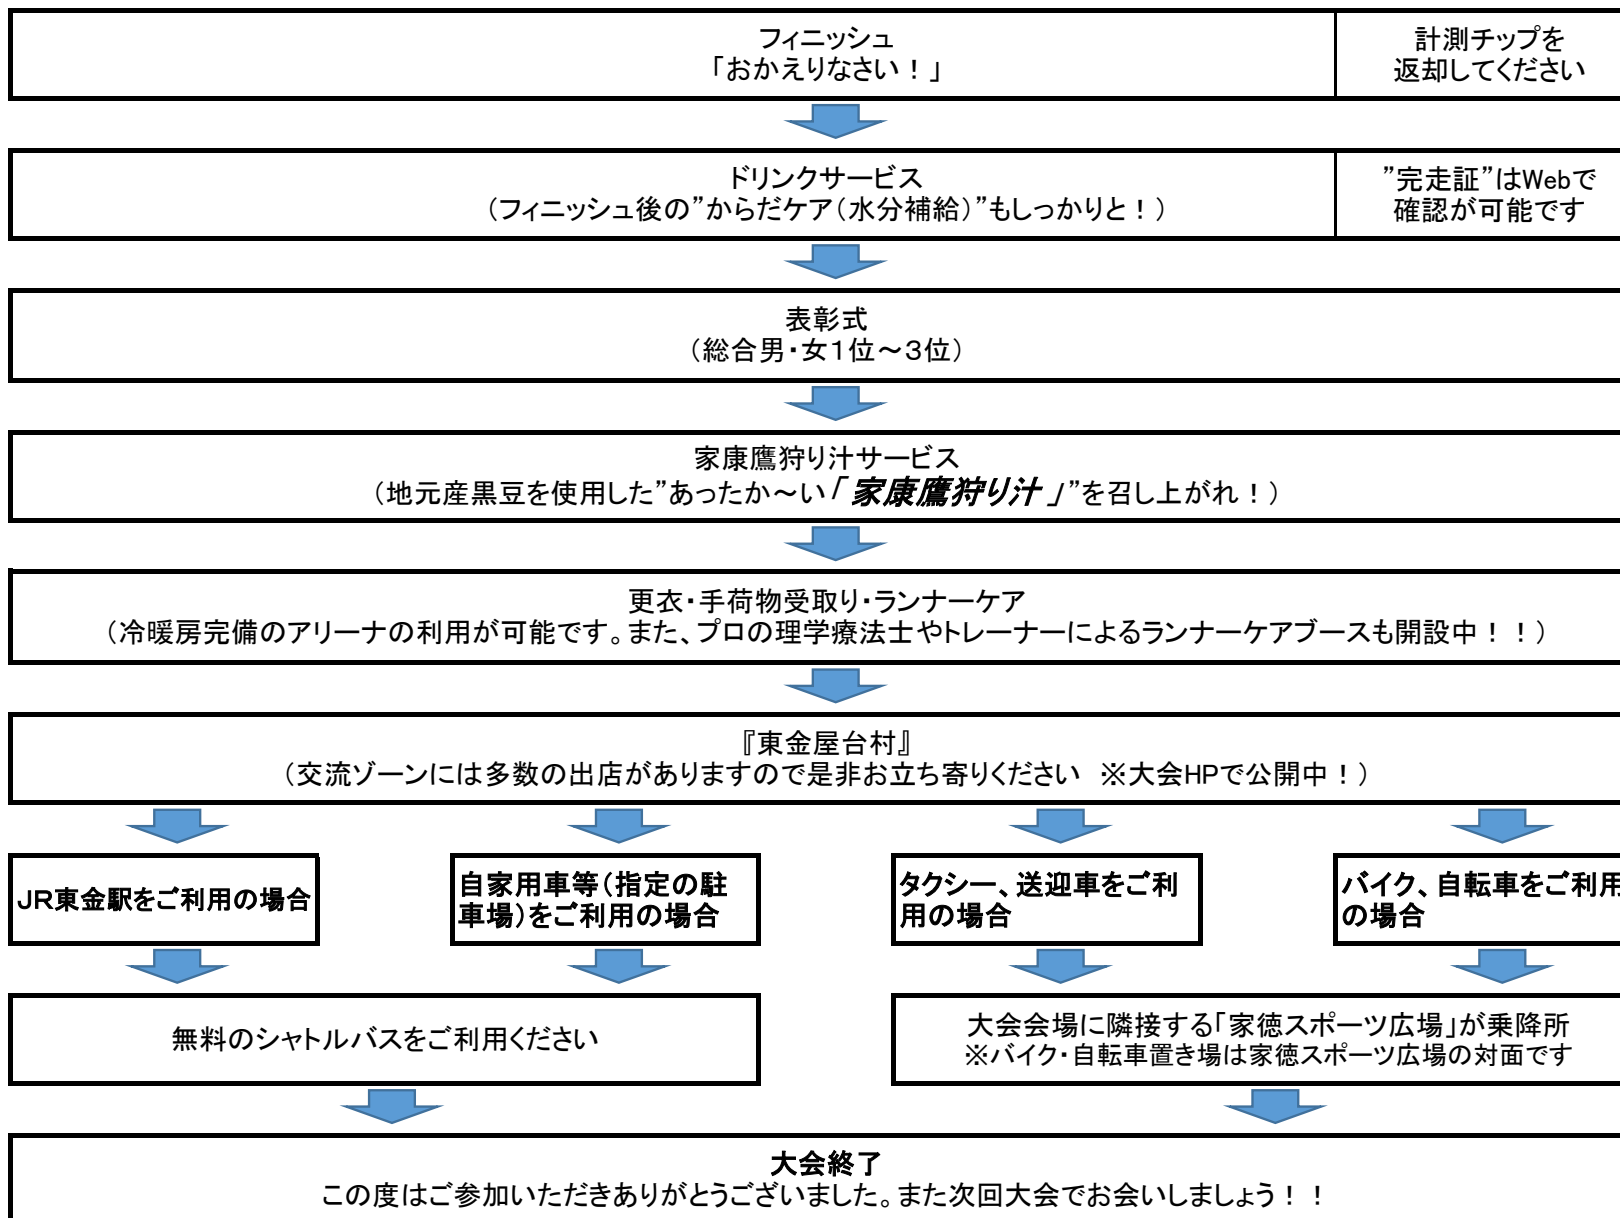 フィニッシュ
「おかえりなさい！」
計測チップを
返却してください
ドリンクサービス
（フィニッシュ後の”からだケア（水分補給）”もしっかりと！）
”完走証”はWebで
確認が可能です
表彰式
（総合男・女１位～３位）
家康鷹狩り汁サービス
（地元産黒豆を使用した”あったか～い「家康鷹狩り汁」”を召し上がれ！）
更衣・手荷物受取り・ランナーケア
（冷暖房完備のアリーナの利用が可能です。また、プロの理学療法士やトレーナーによるランナーケアブースも開設中！！）
『東金屋台村』
（交流ゾーンには多数の出店がありますので是非お立ち寄りください　※大会HPで公開中！）
ＪＲ東金駅をご利用の場合
自家用車等（指定の駐
車場）をご利用の場合
タクシー、送迎車をご利
用の場合
バイク、自転車をご利用
の場合
無料のシャトルバスをご利用ください
大会会場に隣接する「家徳スポーツ広場」が乗降所
※バイク・自転車置き場は家徳スポーツ広場の対面です
大会終了
この度はご参加いただきありがとうございました。また次回大会でお会いしましょう！！